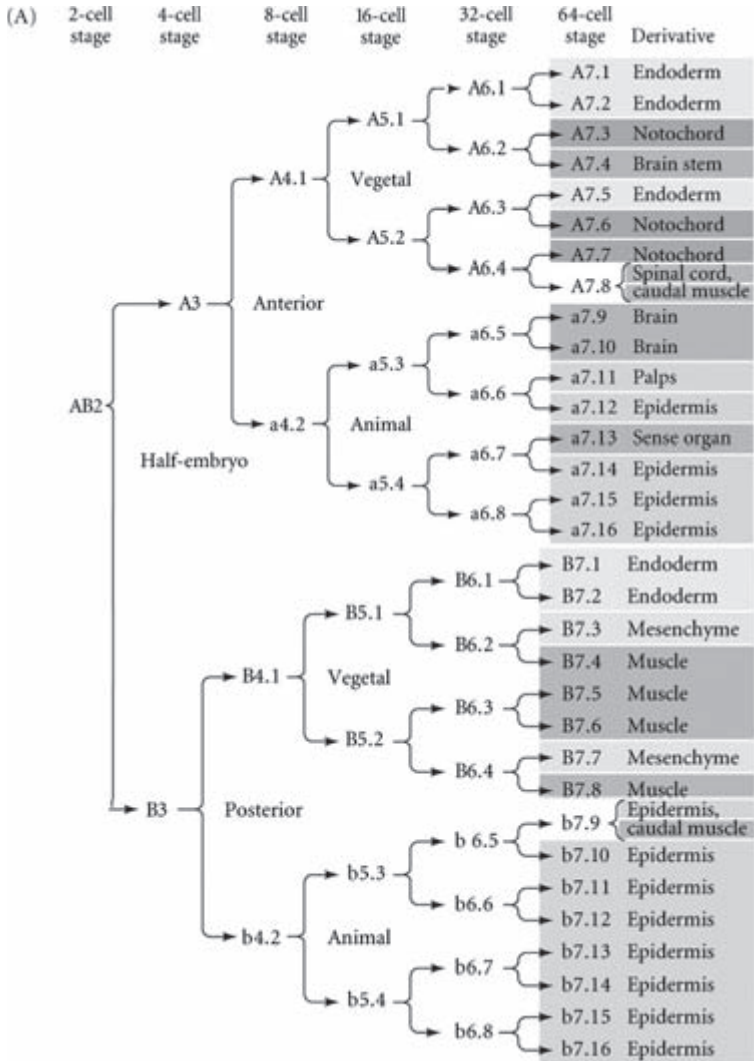 (A)
2-cell stage
4-cell stage
8-cell stage
16-cell stage
32-cell stage
64-cell stage
Derivative
AB2
Half-embryo
A3
Anterior
A4.1
Vegetal
A5.1
A6.1
A7.1 Endoderm
A7.2 Endoderm
A6.2
A7.3 Notochord
A7.4 Brain stem
A5.2
A6.3
A7.5 Endoderm
A7.6 Notochord
A6.4
A7.7 Notochord
A7.8 Spinal cord, caudal muscle
a4.2
Animal
a5.3
a6.5
a7.9 Brain
a7.10 Brain
a6.6
a7.11 Palps
a7.12 Epidermis
a5.4
a6.7
a7.13 Sense organ
a7.14 Epidermis
a6.8
a7.15 Epidermis
a7.16 Epidermis
B3
Posterior
B4.1
Vegetal
B5.1
B6.1
B7.1 Endoderm
B7.2 Endoderm
B6.2
B7.3 Mesenchyme
B7.4 Muscle
B5.2
B6.3
B7.5 Muscle
B7.6 Muscle
B6.4
B7.7 Mesenchyme
B7.8 Muscle
b4.2
Animal
b5.3
b 6.5
b7.9 Epidermis, caudal muscle
b7.10 Epidermis
b6.6
b7.11 Epidermis
b7.12 Epidermis
b5.4
b6.7
b7.13 Epidermis
b7.14 Epidermis
b6.8
b7.15 Epidermis
b7.16 Epidermis